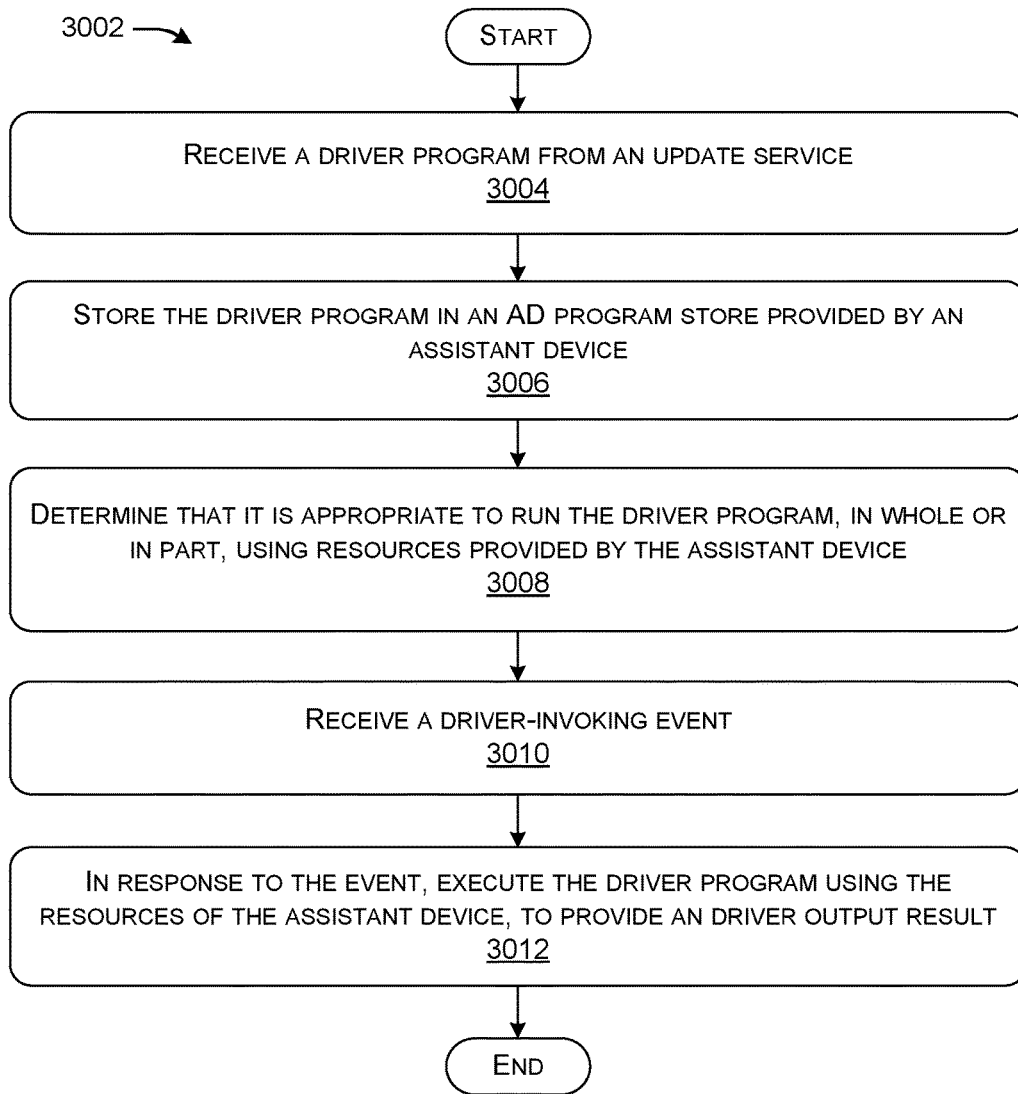 3002
START
RECEIVE A DRIVER PROGRAM FROM AN UPDATE SERVICE
3004
STORE THE DRIVER PROGRAM IN AN AD PROGRAM STORE PROVIDED BY AN
ASSISTANT DEVICE
3006
DETERMINE THAT IT IS APPROPRIATE TO RUN THE DRIVER PROGRAM, IN WHOLE OR
IN PART, USING RESOURCES PROVIDED BY THE ASSISTANT DEVICE
3008
RECEIVE A DRIVER-INVOKING EVENT
3010
IN RESPONSE TO THE EVENT, EXECUTE THE DRIVER PROGRAM USING THE
RESOURCES OF THE ASSISTANT DEVICE, TO PROVIDE AN DRIVER OUTPUT RESULT
3012
END